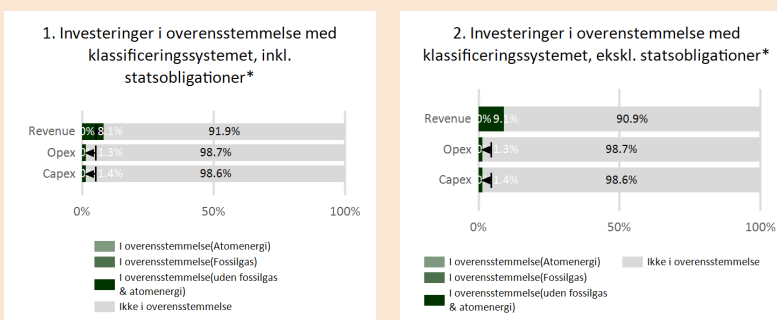 1. Investeringer i overensstemmelse med
klassificeringssystemet, inkl.
statsobligationer*
Revenue 0% 8.1% 91.9%
Opex 1.3% 98.7%
Capex 1.4% 98.6%
0% 50% 100%
I overensstemmelse(Atomenergi)
I overensstemmelse(Fossilgas)
I overensstemmelse(uden fossilgas
& atomenergi)
Ikke i overensstemmelse
2. Investeringer i overenstemmelse med
klassificeringssystemet, ekskl. statsobligationer*
Revenue 0% 9.1% 90.9%
Opex 1.3% 98.7%
Capex 1.4% 98.6%
0% 50% 100%
I overensstemmelse(Atomenergi) Ikke i overensstemmelse
I overensstemmelse(Fossilgas)
I overensstemmelse(uden fossilgas
& atomenergi)